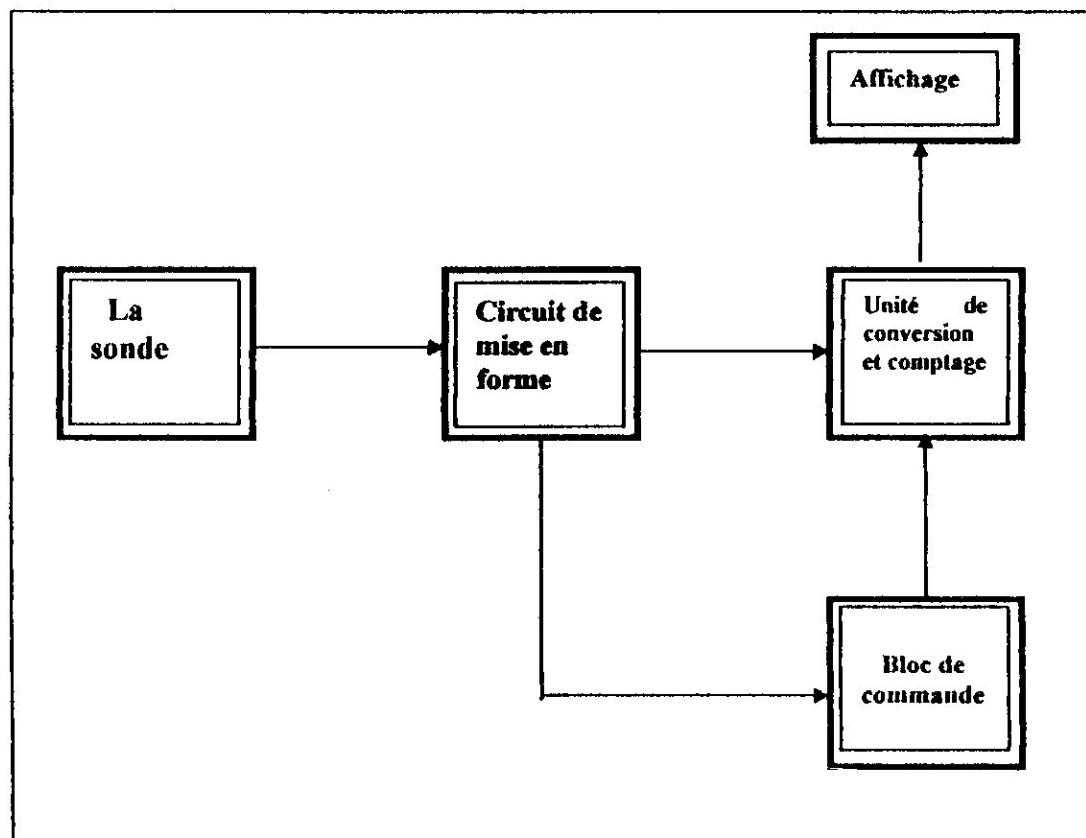 Affichage
La
sonde
Circuit de
mise en
forme
Unité de
conversion
et comptage
Bloc de
commande